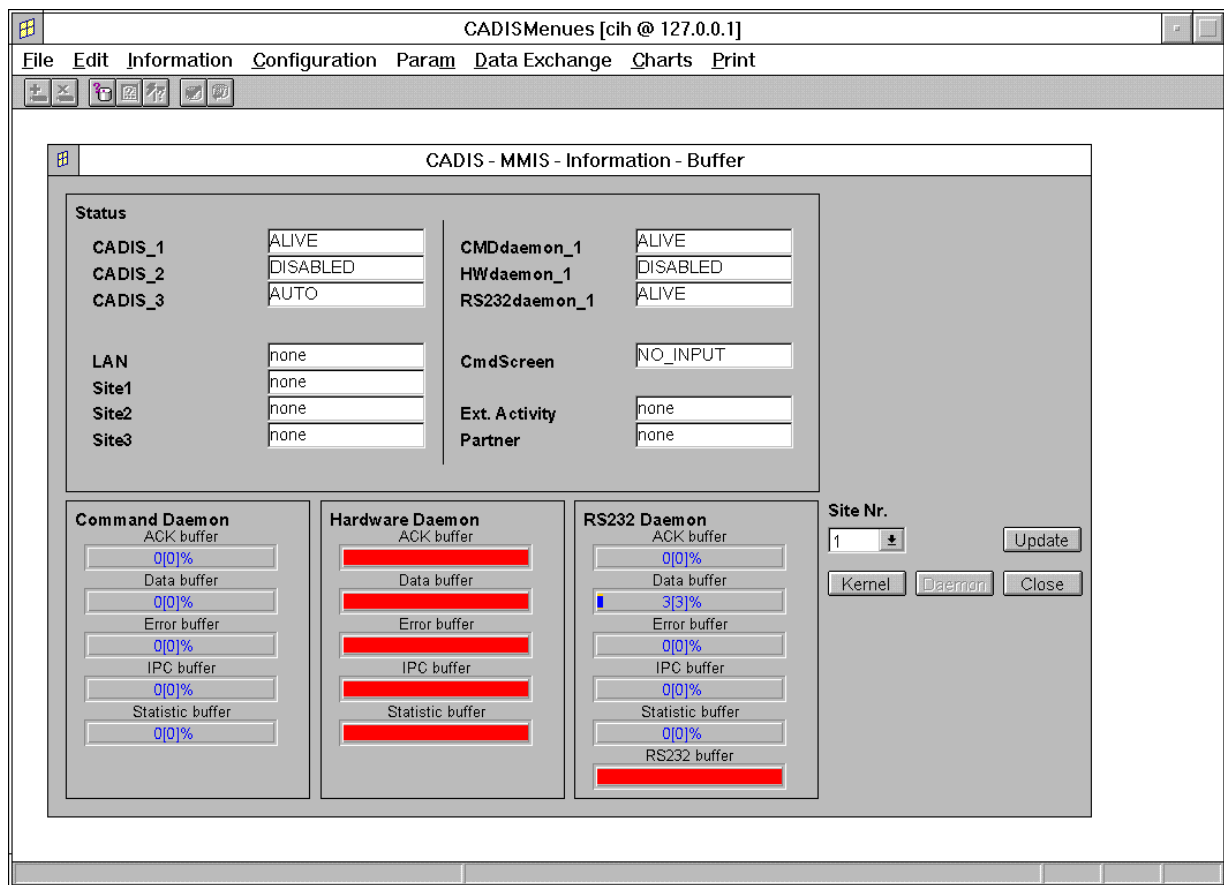 CADISMenues [cih @ 127.0.0.1]
File Edit Information Configuration Param Data Exchange Charts Print
CADIS - MMIS - Information - Buffer
Status
CADIS_1 ALIVE CMDdaemon_1 ALIVE
CADIS_2 DISABLED HWdaemon_1 DISABLED
CADIS_3 AUTO RS232daemon_1 ALIVE
LAN none CmdScreen NO_INPUT
Site1 none
Site2 none Ext. Activity none
Site3 none Partner none
Command Daemon
ACK buffer
0[0]%
Data buffer
0[0]%
Error buffer
0[0]%
IPC buffer
0[0]%
Statistic buffer
0[0]%
Hardware Daemon
ACK buffer
Data buffer
Error buffer
IPC buffer
Statistic buffer
RS232 Daemon
ACK buffer
0[0]%
Data buffer
3[3]%
Error buffer
0[0]%
IPC buffer
0[0]%
Statistic buffer
0[0]%
RS232 buffer
Site Nr.
1 Update
Kernel Daemon Close